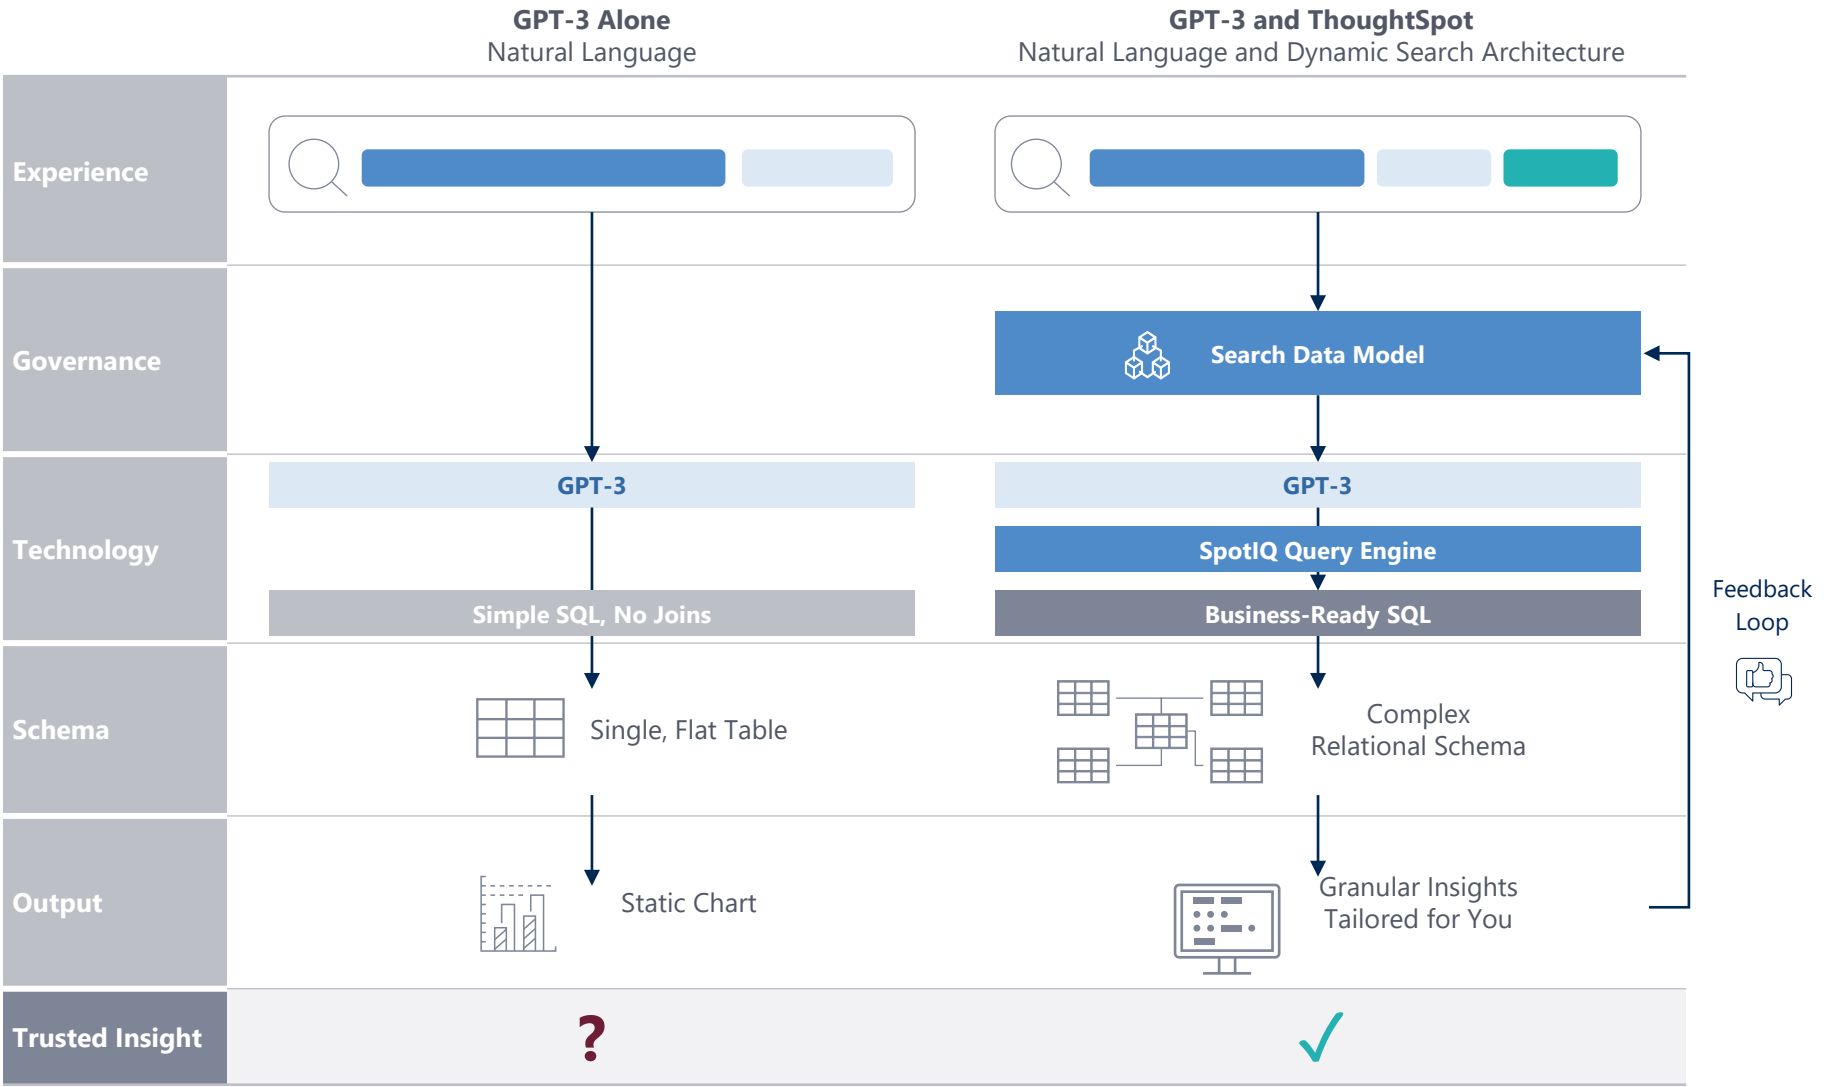 GPT-3 Alone
Natural Language
GPT-3 and ThoughtSpot
Natural Language and Dynamic Search Architecture
Experience
Governance
Search Data Model
Technology
GPT-3
Simple SQL, No Joins
GPT-3
SpotIQ Query Engine
Business-Ready SQL
Feedback
Loop
Schema
Single, Flat Table
Complex
Relational Schema
Output
Static Chart
Granular Insights
Tailored for You
Trusted Insight
?